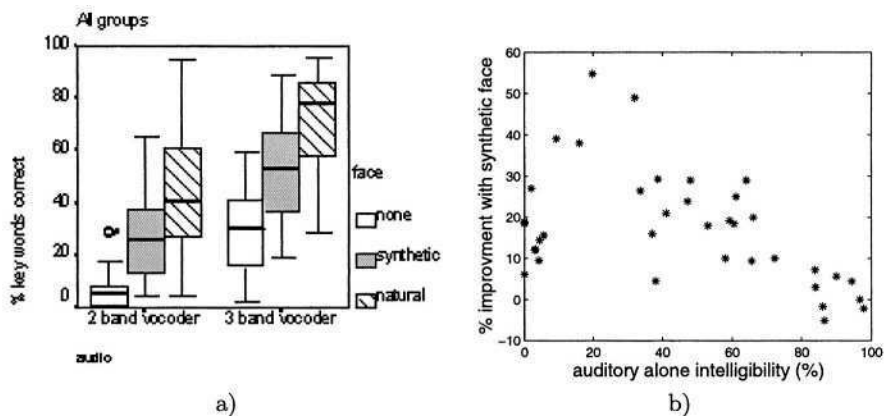 All groups
% key words correct
100
80
60
40
20
0
2 band vocoder
3 band vocoder
audio
face
none
synthetic
natural
a)
% improvment with synthetic face
60
50
40
30
20
10
0
−10
0
20
40
60
80
100
auditory alone intelligibility (%)
b)